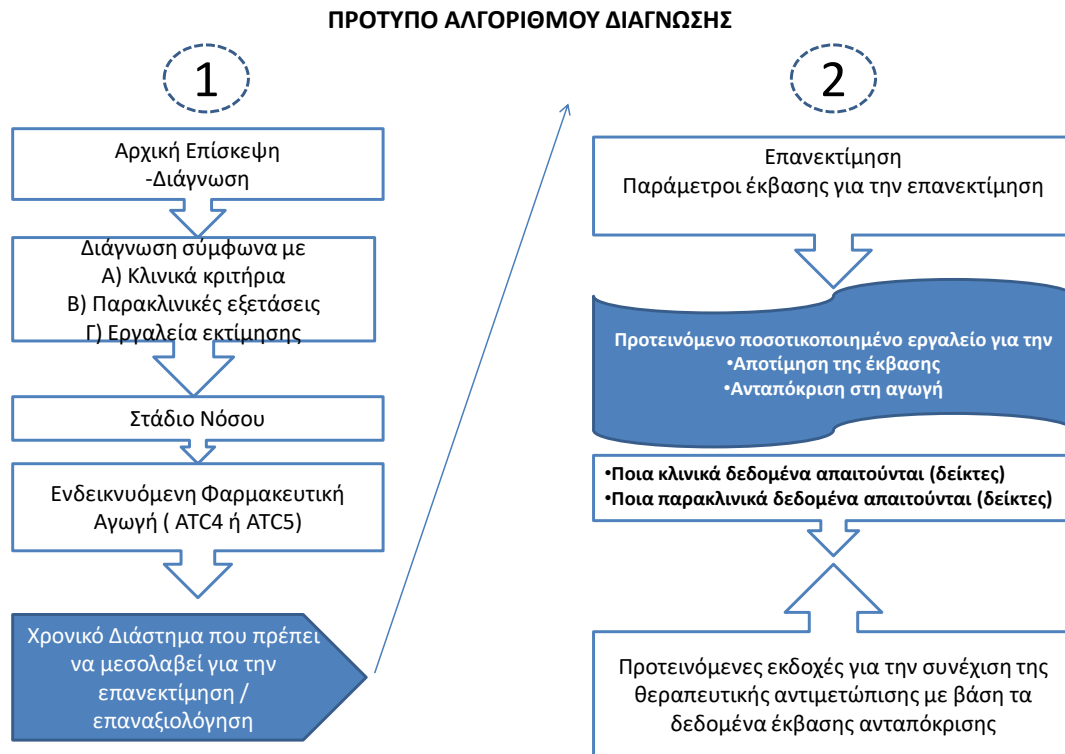 ΠΡΟΤΥΠΟ ΑΛΓΟΡΙΘΜΟΥ ΔΙΑΓΝΩΣΗΣ
1
Αρχική Επίσκεψη
-Διάγνωση
Διάγνωση σύμφωνα με
Α) Κλινικά κριτήρια
Β) Παρακλινικές εξετάσεις
Γ) Εργαλεία εκτίμησης
Στάδιο Νόσου
Ενδεικνυόμενη Φαρμακευτική
Αγωγή ( ATC4 ή ATC5)
Χρονικό Διάστημα που πρέπει
να μεσολαβεί για την
επανεκτίμηση /
επαναξιολόγηση
2
Επανεκτίμηση
Παράμετροι έκβασης για την επανεκτίμηση
Προτεινόμενο ποσοτικοποιημένο εργαλείο για την
•Αποτίμηση της έκβασης
•Ανταπόκριση στη αγωγή
•Ποια κλινικά δεδομένα απαιτούνται (δείκτες)
•Ποια παρακλινικά δεδομένα απαιτούνται (δείκτες)
Προτεινόμενες εκδοχές για την συνέχιση της
θεραπευτικής αντιμετώπισης με βάση τα
δεδομένα έκβασης ανταπόκρισης